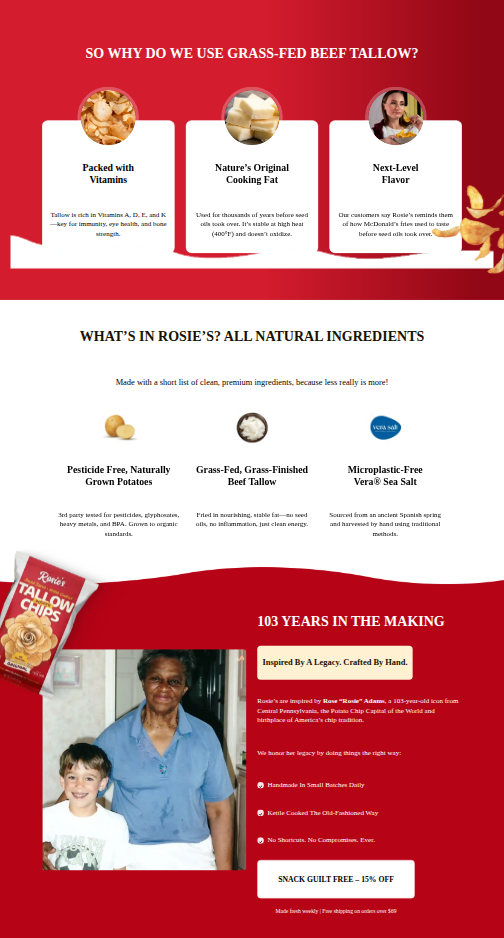 SO WHY DO WE USE GRASS-FED BEEF TALLOW?
Packed with
Vitamins
Tallow is rich in Vitamins A, D, E, and K
—key for immunity, eye health, and bone
strength.
Nature’s Original
Cooking Fat
Used for thousands of years before seed
oils took over. It’s stable at high heat
(400°F) and doesn’t oxidize.
Next-Level
Flavor
Our customers say Rosie’s reminds them
of how McDonald’s fries used to taste
before seed oils took over.
WHAT’S IN ROSIE’S? ALL NATURAL INGREDIENTS
Made with a short list of clean, premium ingredients, because less really is more!
Pesticide Free, Naturally
Grown Potatoes
3rd party tested for pesticides, glyphosates,
heavy metals, and BPA. Grown to organic
standards.
Grass-Fed, Grass-Finished
Beef Tallow
Fried in nourishing, stable fat—no seed
oils, no inflammation, just clean energy.
vera salt
Microplastic-Free
Vera® Sea Salt
Sourced from an ancient Spanish spring
and harvested by hand using traditional
methods.
Rosie's
TALLOW
CHIPS
ORIGINAL
103 YEARS IN THE MAKING
Inspired By A Legacy. Crafted By Hand.
Rosie’s are inspired by Rose “Rosie” Adams, a 103-year-old icon from
Central Pennsylvania, the Potato Chip Capital of the World and
birthplace of America’s chip tradition.
We honor her legacy by doing things the right way:
Handmade In Small Batches Daily
Kettle Cooked The Old-Fashioned Way
No Shortcuts. No Compromises. Ever.
SNACK GUILT FREE – 15% OFF
Made fresh weekly | Free shipping on orders over $69